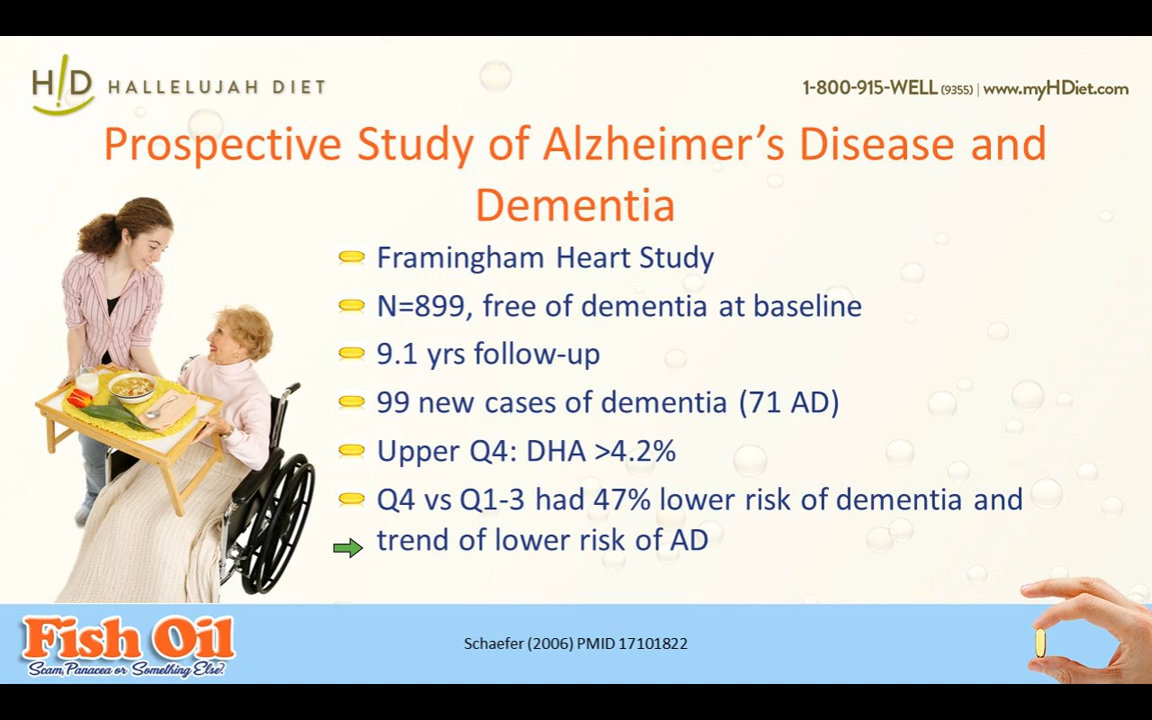 H!D HALLELUJAH DIET
1-800-915-WELL (9355) | www.myHDiet.com
Prospective Study of Alzheimer’s Disease and
Dementia
Framingham Heart Study
N=899, free of dementia at baseline
9.1 yrs follow-up
99 new cases of dementia (71 AD)
Upper Q4: DHA >4.2%
Q4 vs Q1-3 had 47% lower risk of dementia and
trend of lower risk of AD
Fish Oil
Scam, Panacea or Something Else?
Schaefer (2006) PMID 17101822